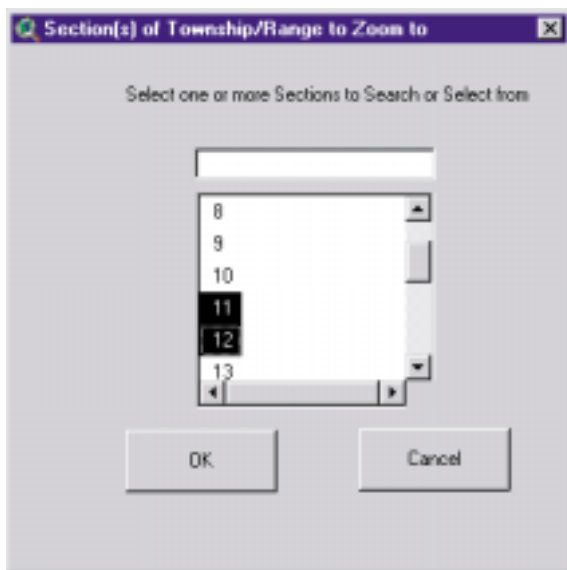 Section(s) of Township/Range to Zoom to
Select one or more Sections to Search or Select from
8
9
10
11
12
13
OK
Cancel